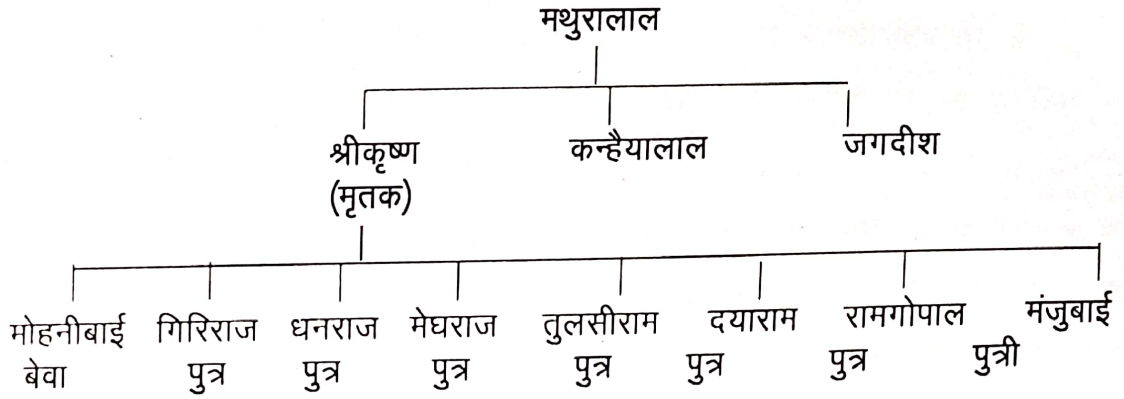 मथुरालाल
श्रीकृष्ण कन्हैयालाल जगदीश
(मृतक)
मोहनीबाई गिरिराज धनराज मेघराज तुलसीराम दयाराम रामगोपाल मंजुबाई
बेवा पुत्र पुत्र पुत्र पुत्र पुत्र पुत्र पुत्री